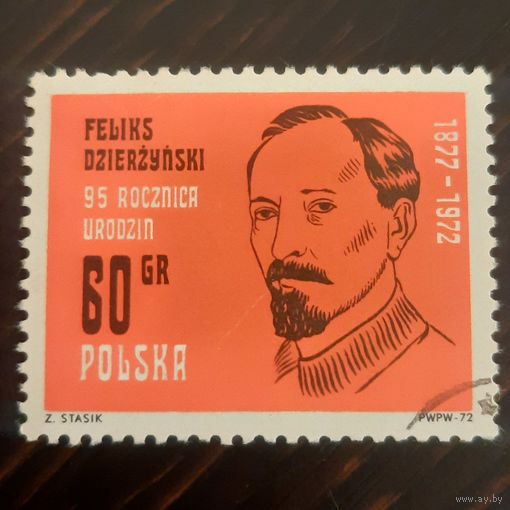 FELIKS
DZIERŻYŃSKI
95 ROCZNICA
URODZIN
60 GR
POLSKA
1877-1972
Z. STASIK
PWPW-72
www.ay.by